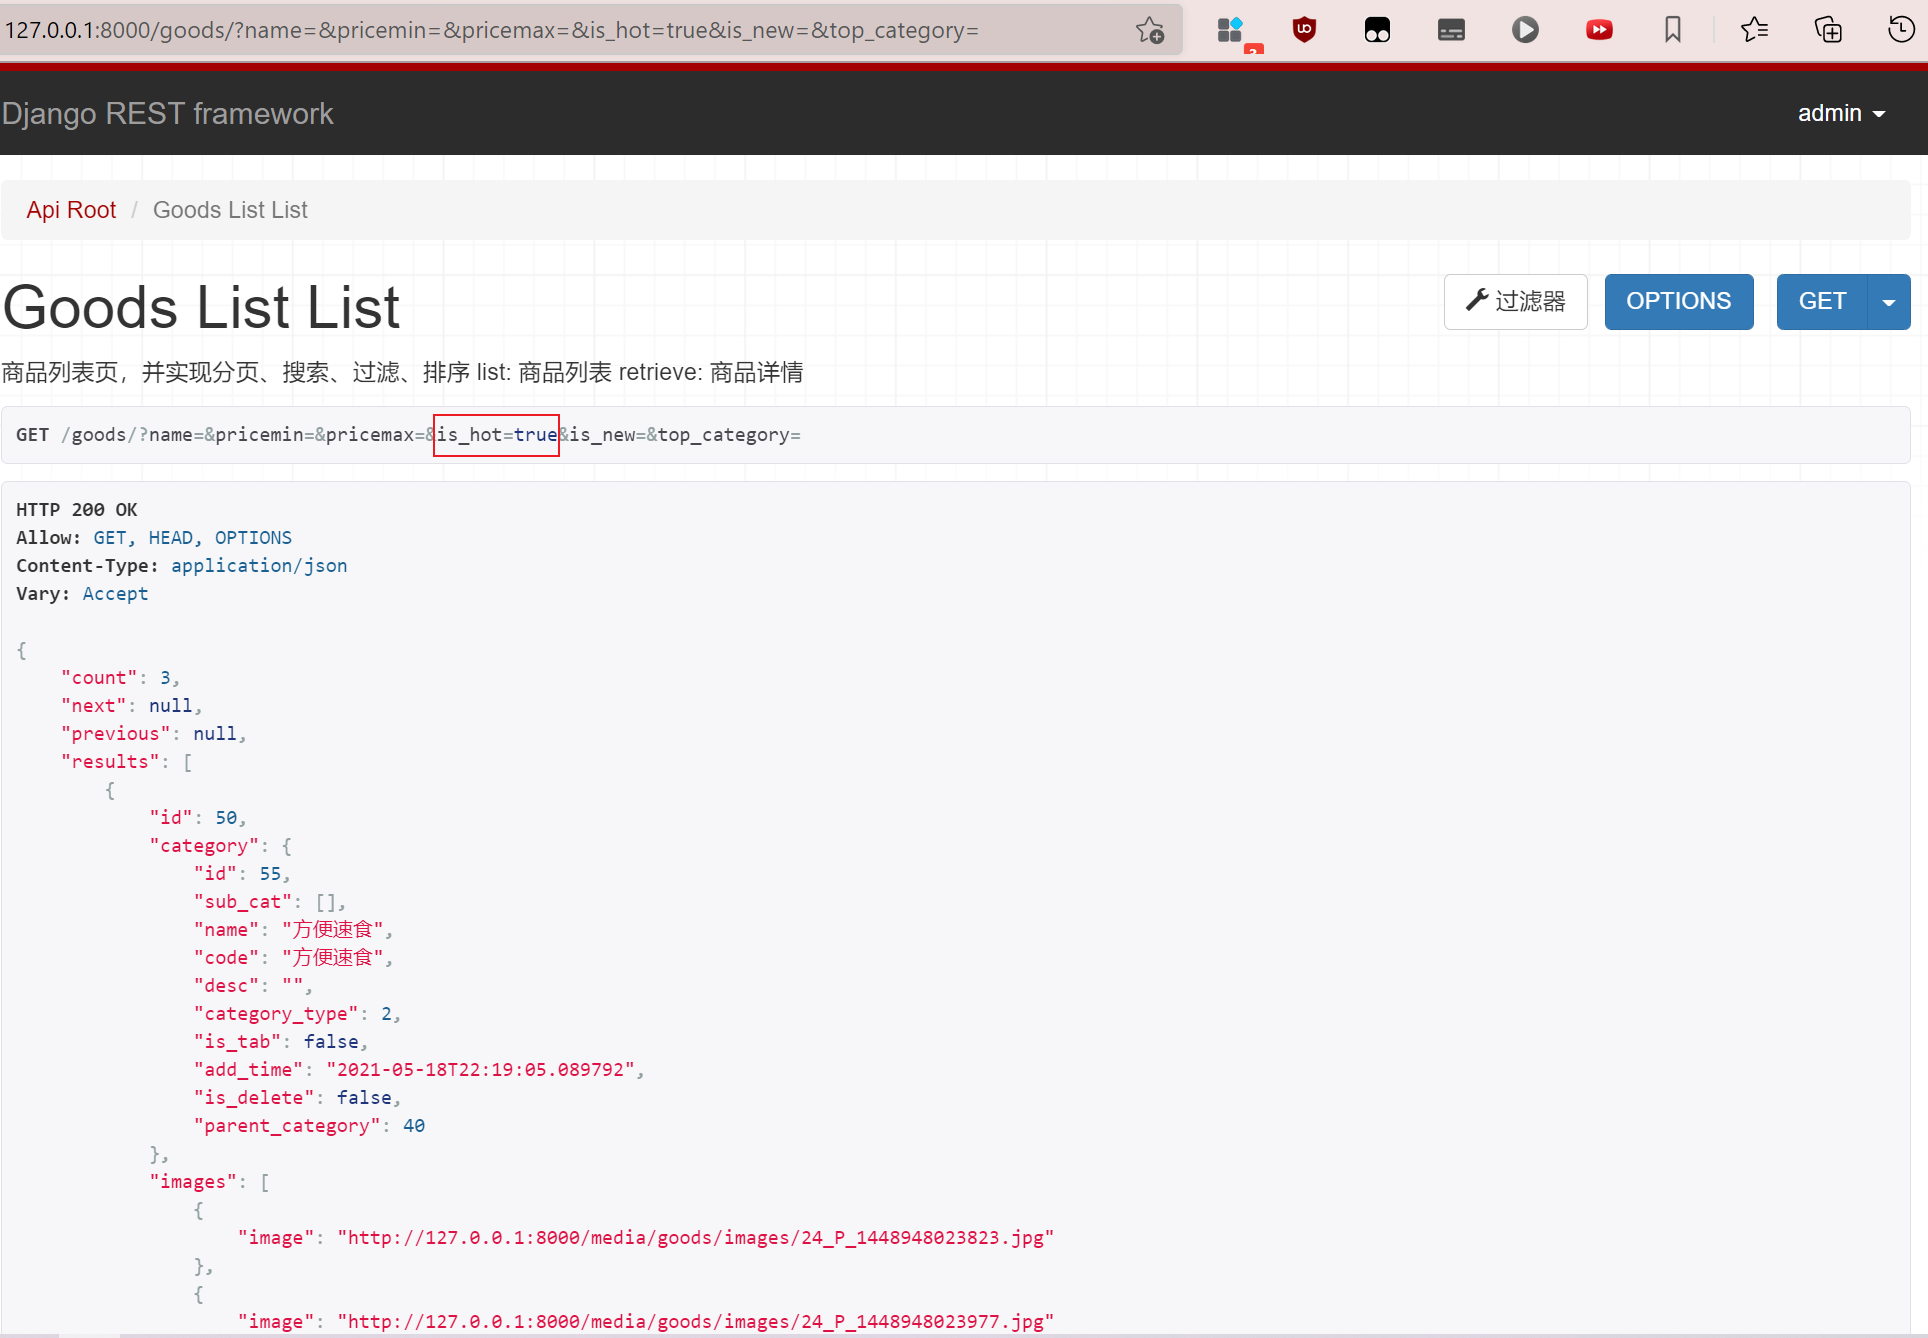 127.0.0.1:8000/goods/?name=&pricemin=&pricemax=&is_hot=true&is_new=&top_category=
Django REST framework
admin
Api Root / Goods List List
Goods List List
过滤器
OPTIONS
GET
商品列表页，并实现分页、搜索、过滤、排序 list: 商品列表 retrieve: 商品详情
GET /goods/?name=&pricemin=&pricemax=&is_hot=true&is_new=&top_category=
HTTP 200 OK
Allow: GET, HEAD, OPTIONS
Content-Type: application/json
Vary: Accept
{
"count": 3,
"next": null,
"previous": null,
"results": [
{
"id": 50,
"category": {
"id": 55,
"sub_cat": [],
"name": "方便速食",
"code": "方便速食",
"desc": "",
"category_type": 2,
"is_tab": false,
"add_time": "2021-05-18T22:19:05.089792",
"is_delete": false,
"parent_category": 40
},
"images": [
{
"image": "http://127.0.0.1:8000/media/goods/images/24_P_1448948023823.jpg"
},
{
"image": "http://127.0.0.1:8000/media/goods/images/24_P_1448948023977.jpg"